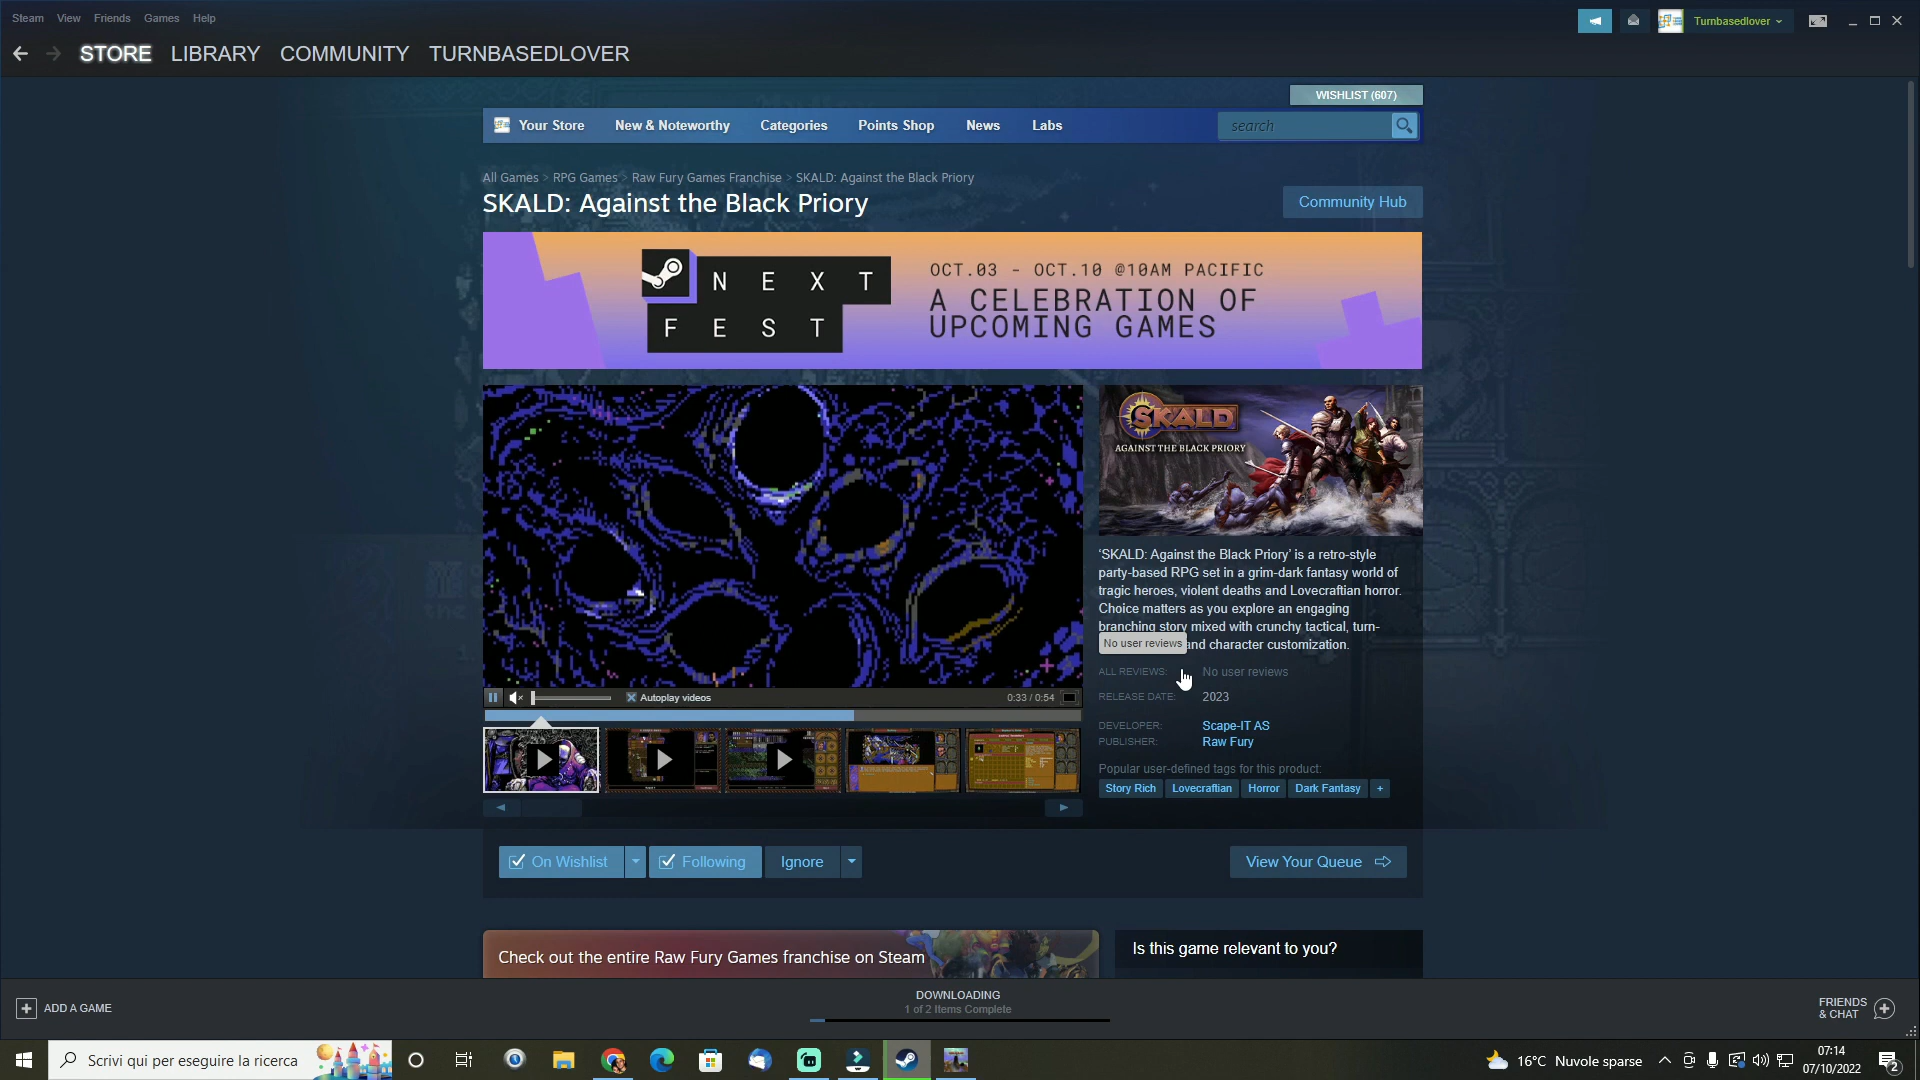 Steam View Friends Games Help
Turnbasedlover
STORE LIBRARY COMMUNITY TURNBASEDLOVER
WISHLIST (607)
Your Store New & Noteworthy Categories Points Shop News Labs search
All Games > RPG Games > Raw Fury Games Franchise > SKALD: Against the Black Priory
SKALD: Against the Black Priory
Community Hub
NEXT
FEST
OCT.03 - OCT.10 @10AM PACIFIC
A CELEBRATION OF
UPCOMING GAMES
SKALD
AGAINST THE BLACK PRIORY
'SKALD: Against the Black Priory' is a retro-style
party-based RPG set in a grim-dark fantasy world of
tragic heroes, violent deaths and Lovecraftian horror.
Choice matters as you explore an engaging
branching story mixed with crunchy tactical, turn-
No user reviews and character customization.
ALL REVIEWS: No user reviews
RELEASE DATE: 2023
DEVELOPER: Scape-IT AS
PUBLISHER: Raw Fury
Popular user-defined tags for this product:
Story Rich Lovecraftian Horror Dark Fantasy +
Autoplay videos
0:33 / 0:54
On Wishlist Following Ignore
View Your Queue
Check out the entire Raw Fury Games franchise on Steam
Is this game relevant to you?
ADD A GAME
DOWNLOADING
1 of 2 Items Complete
FRIENDS
& CHAT
Scrivi qui per eseguire la ricerca
16°C Nuvole sparse
07:14
07/10/2022
2